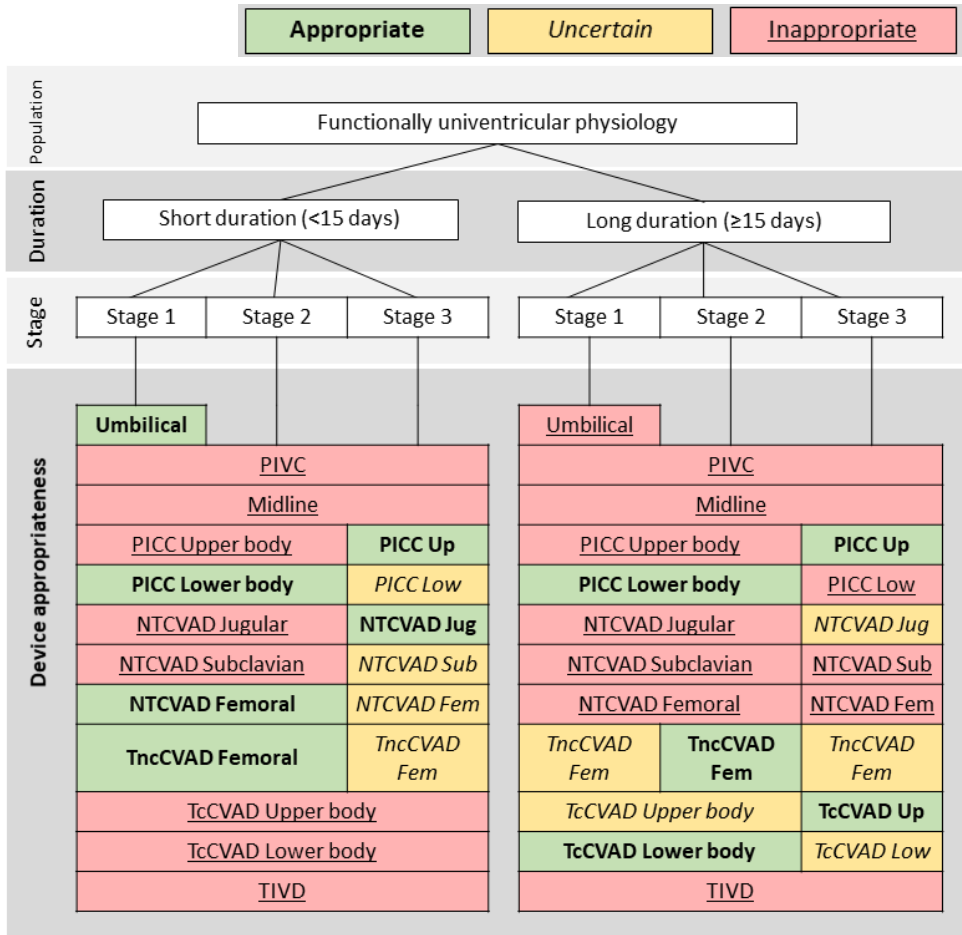 Appropriate Uncertain Inappropriate
Population
Functionally univentricular physiology
Duration
Short duration (<15 days) Long duration (≥15 days)
Stage
Stage 1 Stage 2 Stage 3 Stage 1 Stage 2 Stage 3
Device appropriateness
Umbilical
PIVC
Midline
PICC Upper body PICC Up
PICC Lower body PICC Low
NTCVAD Jugular NTCVAD Jug
NTCVAD Subclavian NTCVAD Sub
NTCVAD Femoral NTCVAD Fem
TncCVAD Femoral TncCVAD
Fem
TcCVAD Upper body
TcCVAD Lower body
TIVD
Umbilical
PIVC
Midline
PICC Upper body PICC Up
PICC Lower body PICC Low
NTCVAD Jugular NTCVAD Jug
NTCVAD Subclavian NTCVAD Sub
NTCVAD Femoral NTCVAD Fem
TncCVAD TncCVAD TncCVAD
Fem Fem Fem
TcCVAD Upper body TcCVAD Up
TcCVAD Lower body TcCVAD Low
TIVD